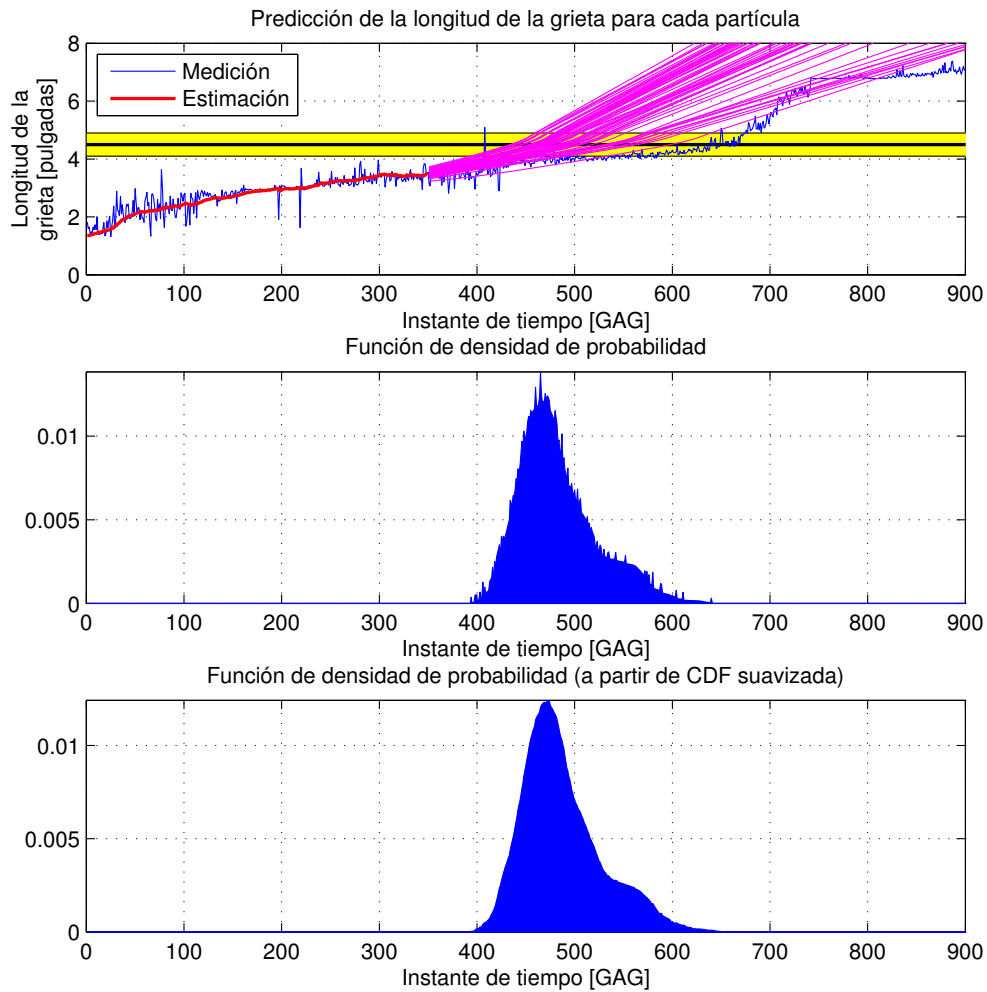 Predicción de la longitud de la grieta para cada partícula
Longitud de la
grieta [pulgadas]
8
6
4
2
0
Medición
Estimación
0 100 200 300 400 500 600 700 800 900
Instante de tiempo [GAG]
Función de densidad de probabilidad
0.01
0.005
0
0 100 200 300 400 500 600 700 800 900
Instante de tiempo [GAG]
Función de densidad de probabilidad (a partir de CDF suavizada)
0.01
0.005
0
0 100 200 300 400 500 600 700 800 900
Instante de tiempo [GAG]